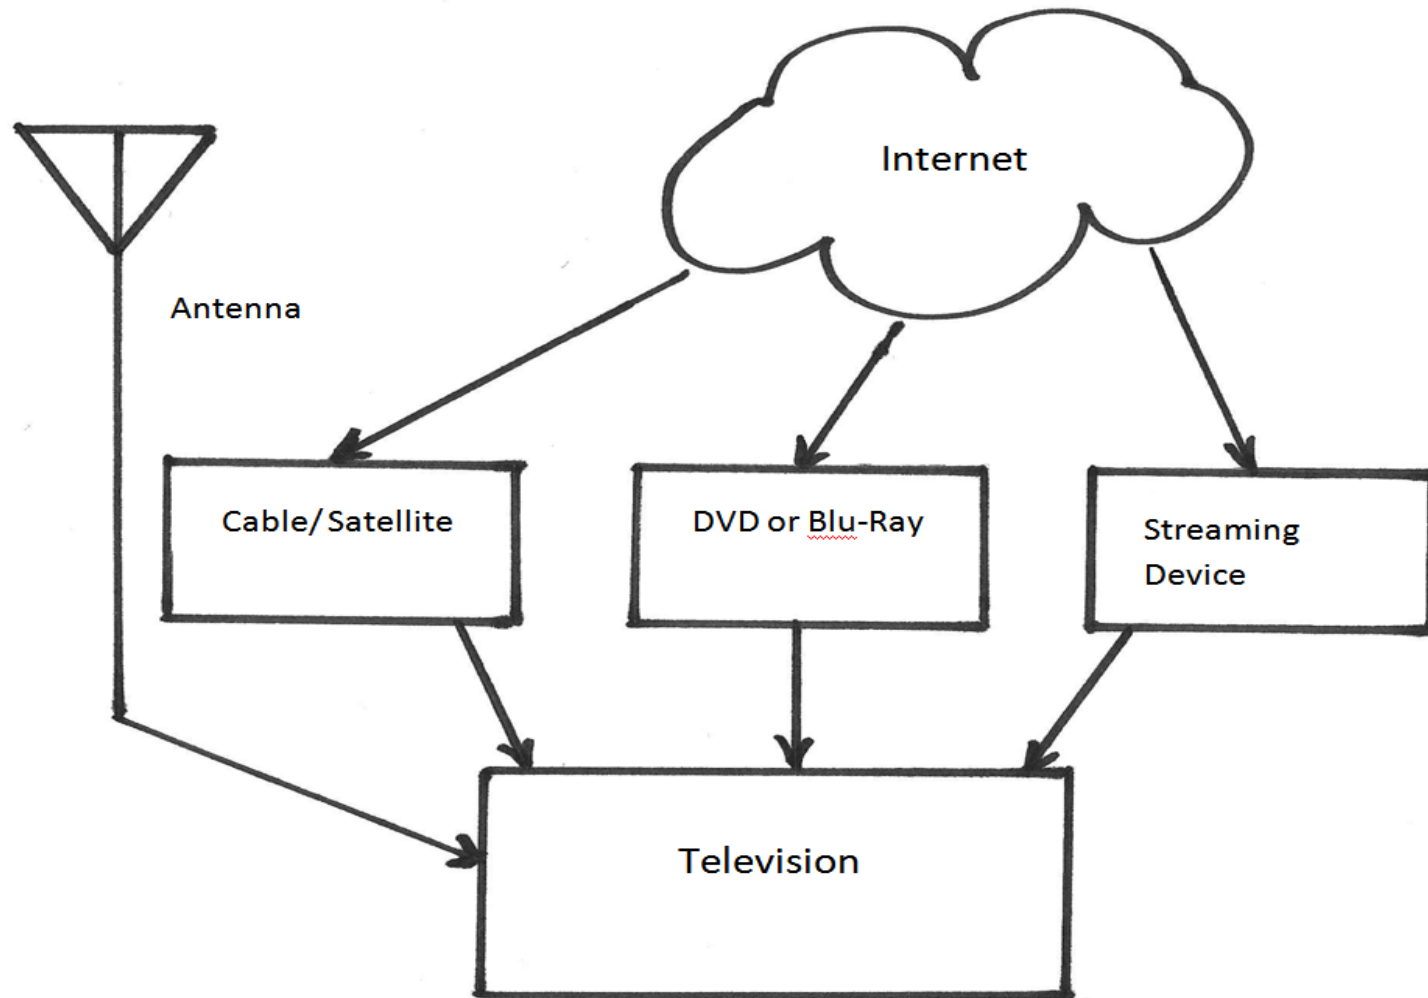 Internet
Antenna
Cable/ Satellite
DVD or Blu-Ray
Streaming
Device
Television